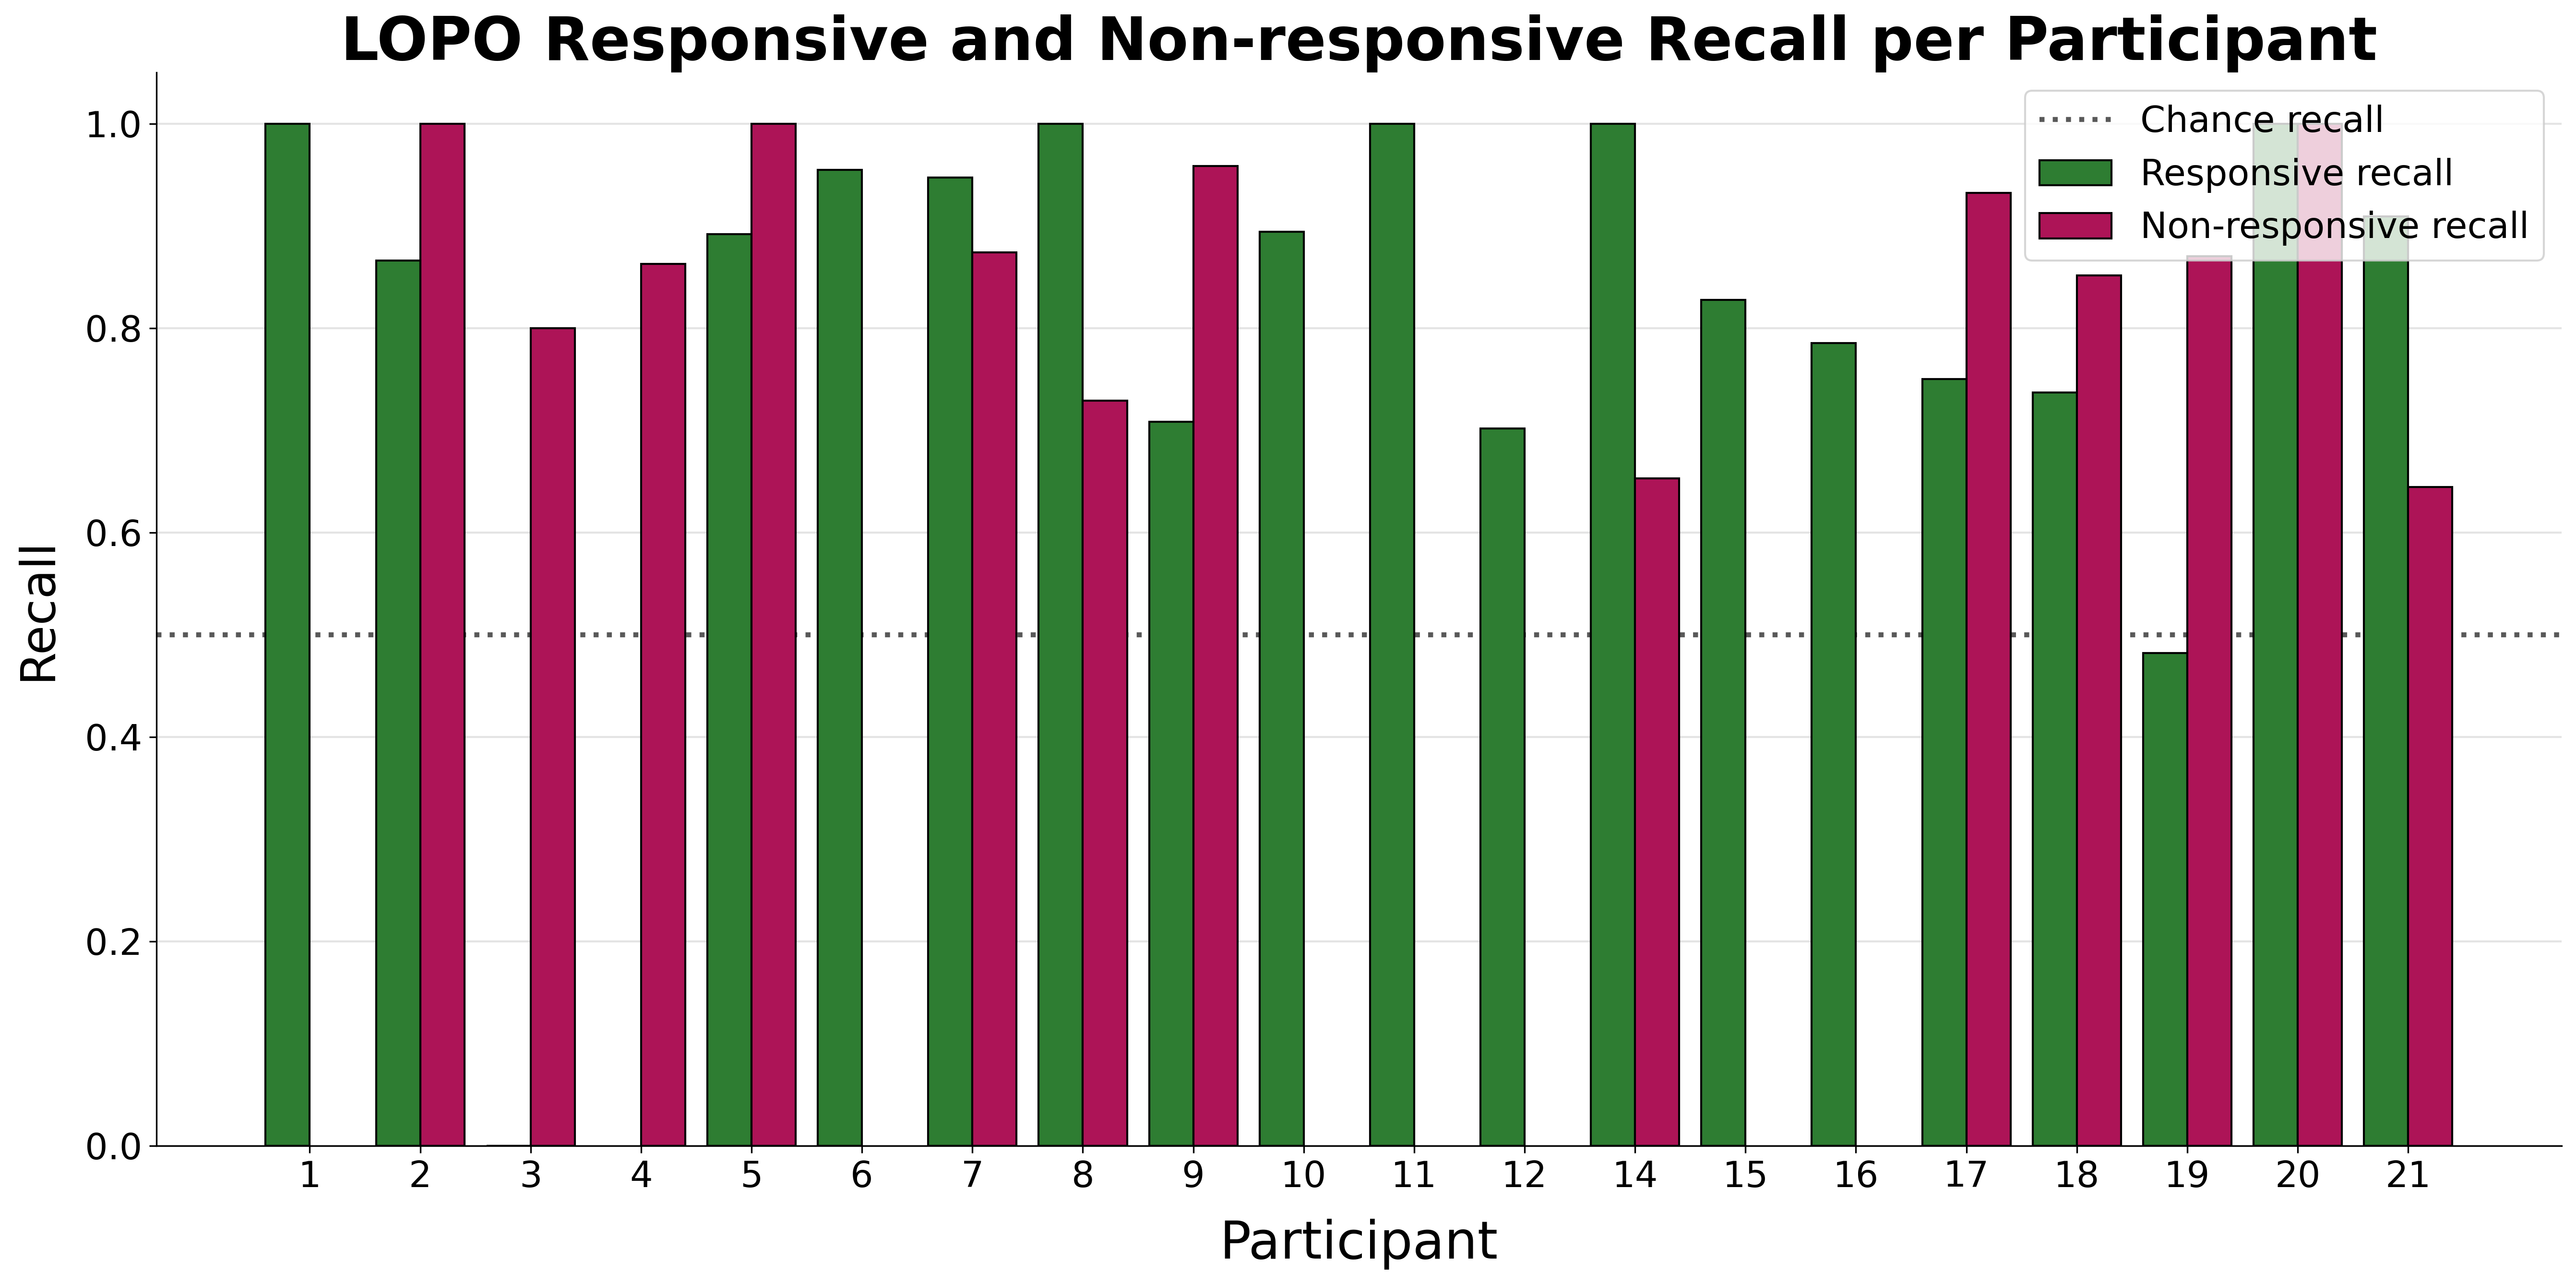 LOPO Responsive and Non-responsive Recall per Participant
Chance recall
Responsive recall
Non-responsive recall
1.0
0.8
0.6
0.4
0.2
0.0
Recall
1 2 3 4 5 6 7 8 9 10 11 12 14 15 16 17 18 19 20 21
Participant